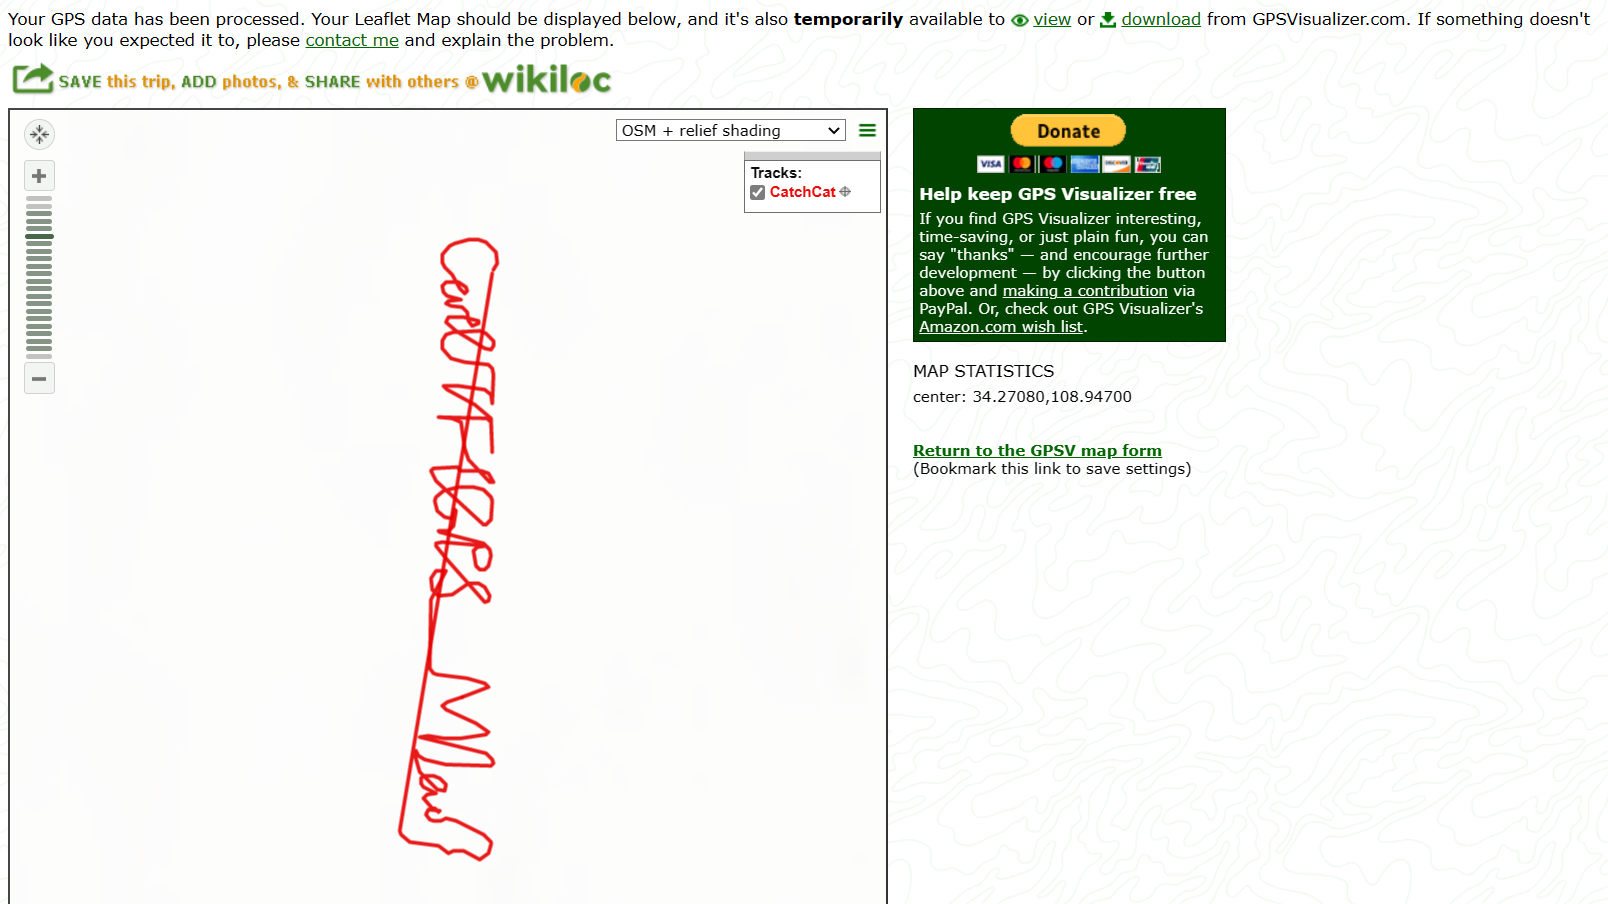 Your GPS data has been processed. Your Leaflet Map should be displayed below, and it's also temporarily available to view or download from GPSVisualizer.com. If something doesn't
look like you expected it to, please contact me and explain the problem.
SAVE this trip, ADD photos, & SHARE with others @ wikiloc
OSM + relief shading
Tracks:
CatchCat
Donate
VISA
DISCOVER
Help keep GPS Visualizer free
If you find GPS Visualizer interesting,
time-saving, or just plain fun, you can
say "thanks" — and encourage further
development — by clicking the button
above and making a contribution via
PayPal. Or, check out GPS Visualizer's
Amazon.com wish list.
MAP STATISTICS
center: 34.27080,108.94700
Return to the GPSV map form
(Bookmark this link to save settings)